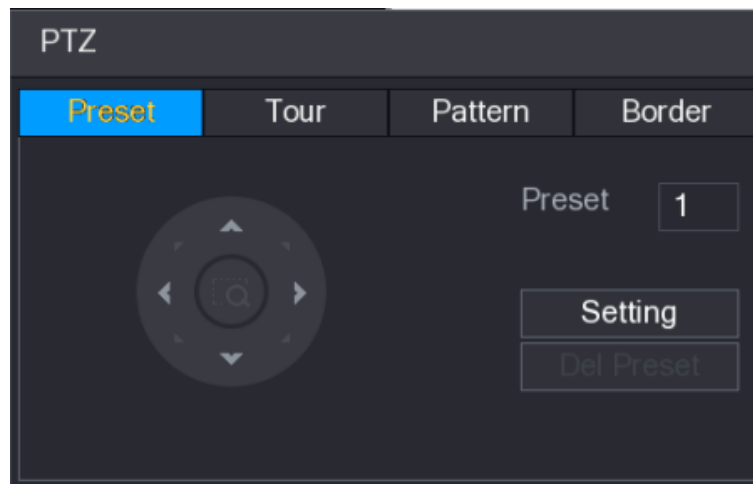 PTZ
Preset Tour Pattern Border
Preset 1
Setting
Del Preset